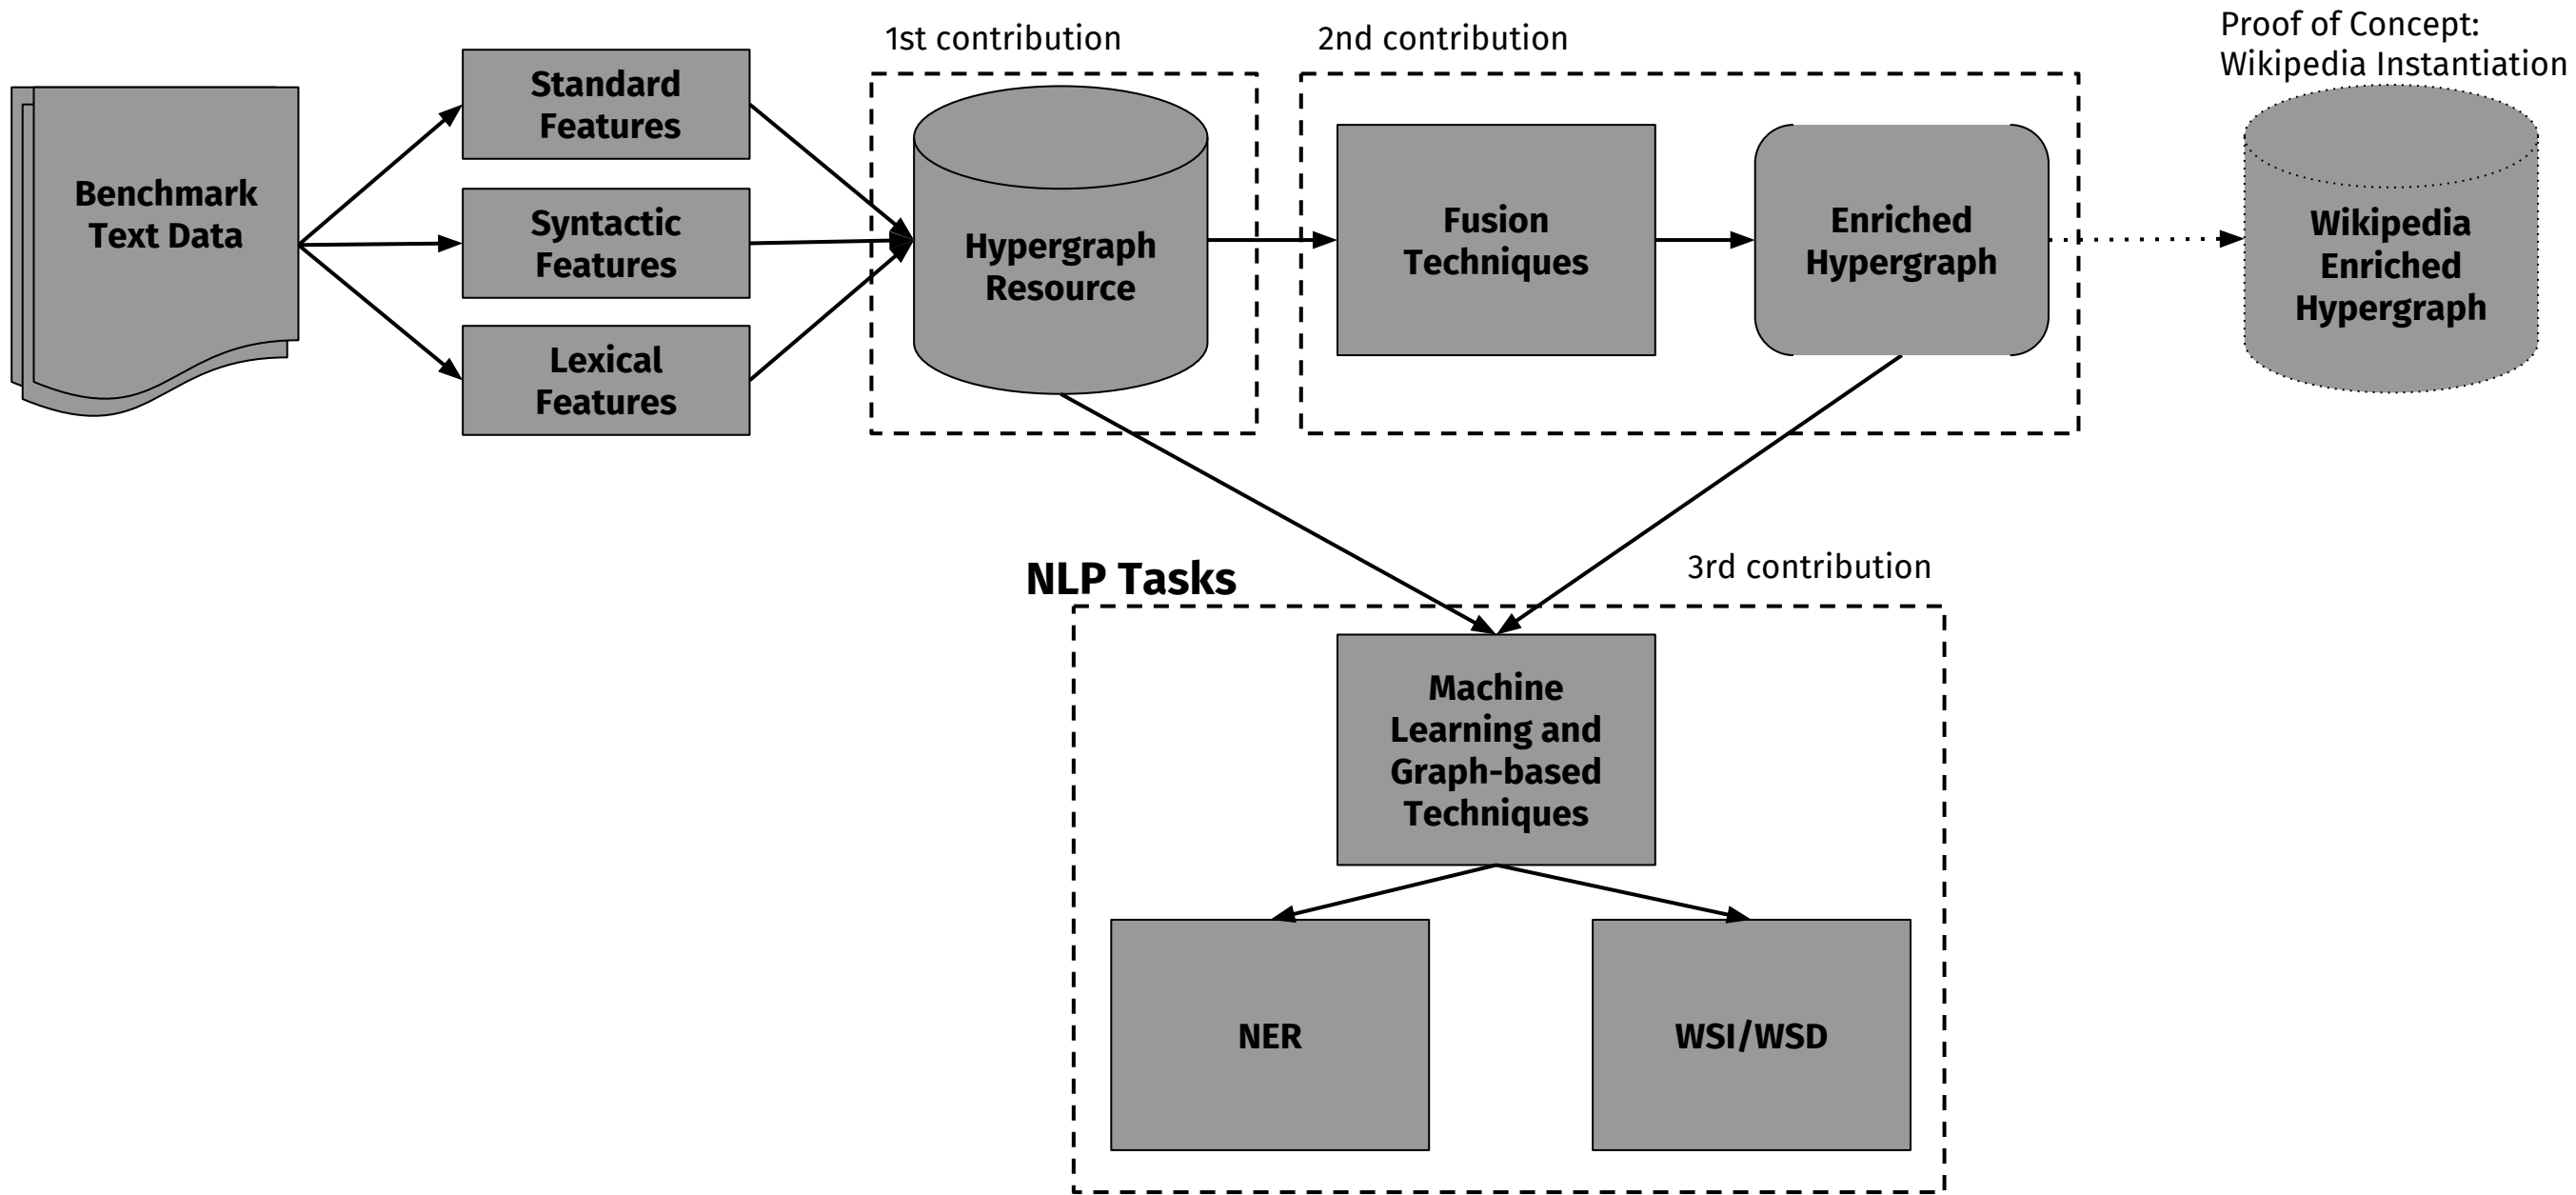 1st contribution
2nd contribution
Proof of Concept:
Wikipedia Instantiation
Benchmark
Text Data
Standard
Features
Syntactic
Features
Lexical
Features
Hypergraph
Resource
Fusion
Techniques
Enriched
Hypergraph
Wikipedia
Enriched
Hypergraph
NLP Tasks
3rd contribution
Machine
Learning and
Graph-based
Techniques
NER
WSI/WSD